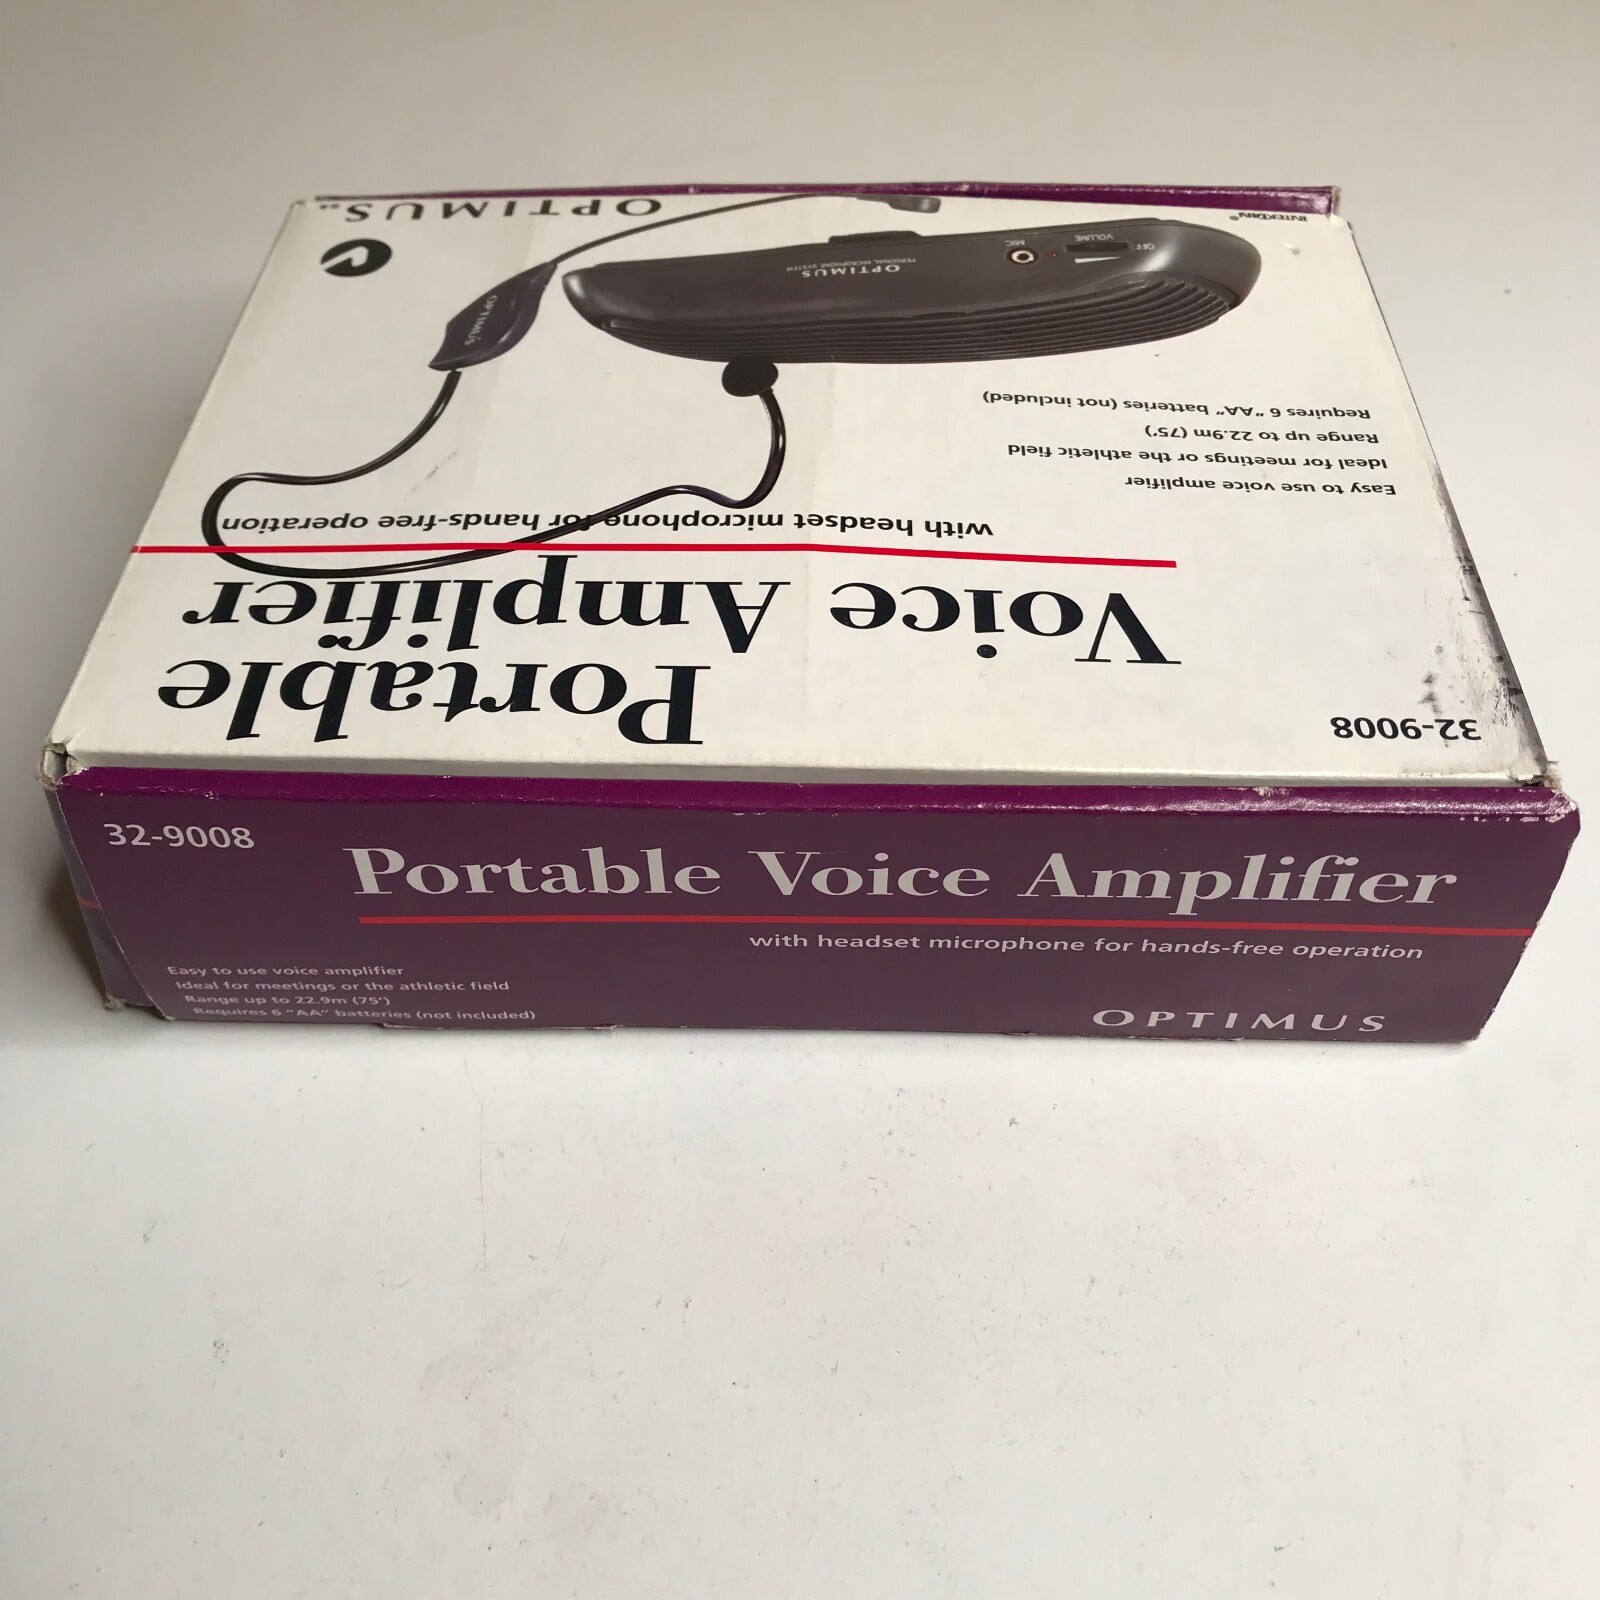 32-9008
Portable
Voice Amplifier
with headset microphone for hands-free operation
Easy to use voice amplifier
Ideal for meetings or the athletic field
Range up to 22.9m (75')
Requires 6 "AA" batteries (not included)
OFF
VOLUME
MIC
OPTIMUS
PERSONAL MICROPHONE SYSTEM
OPTIMUS
INTERTAN®
OPTIMUS
32-9008
Portable Voice Amplifier
with headset microphone for hands-free operation
Easy to use voice amplifier
Ideal for meetings or the athletic field
Range up to 22.9m (75')
Requires 6 "AA" batteries (not included)
OPTIMUS